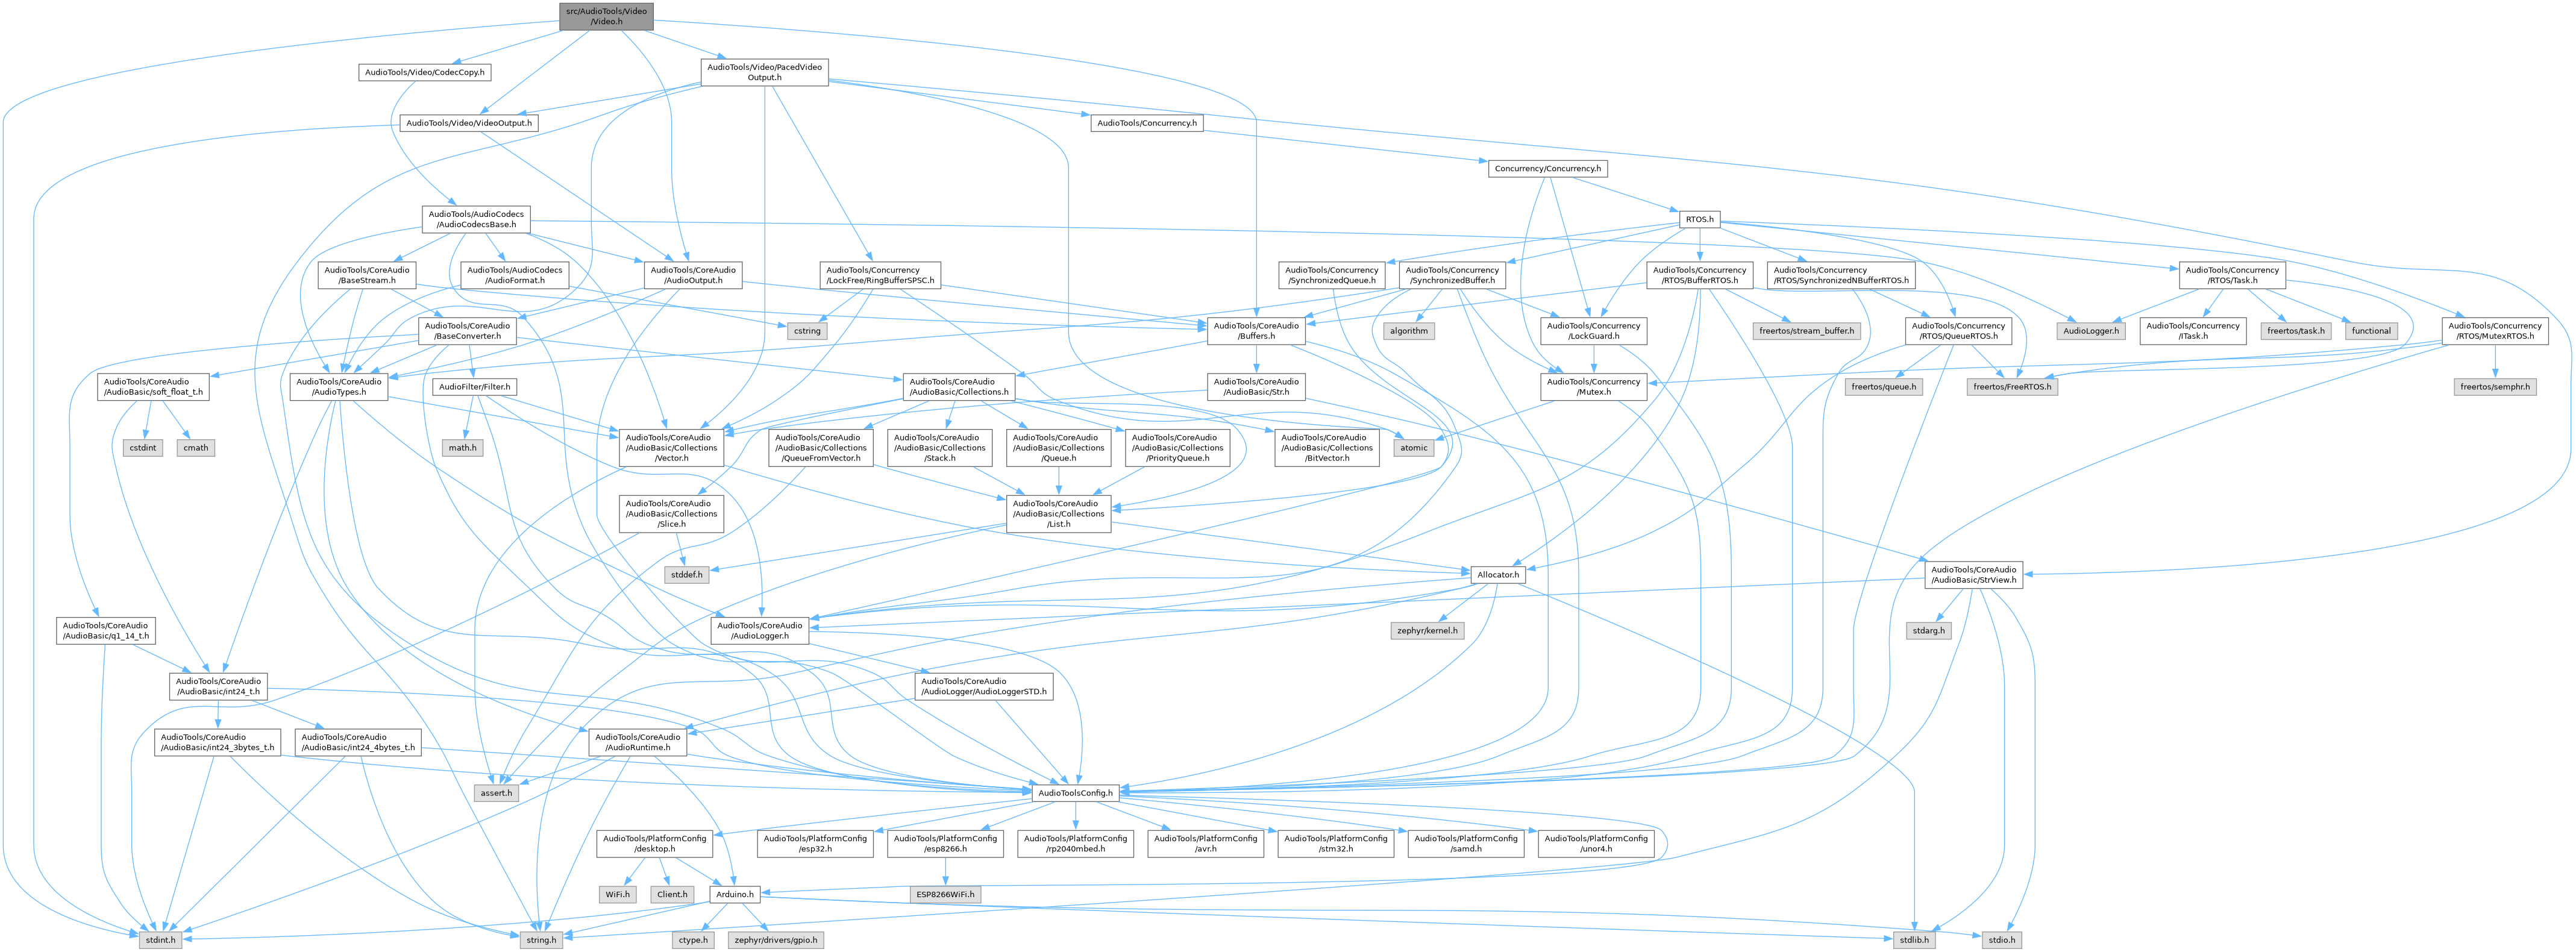 src/AudioTools/Video
/Video.h
AudioTools/Video/CodecCopy.h
AudioTools/Video/PacedVideo
Output.h
AudioTools/Video/VideoOutput.h
AudioTools/Concurrency.h
Concurrency/Concurrency.h
AudioTools/AudioCodecs
/AudioCodecsBase.h
RTOS.h
AudioTools/CoreAudio
/BaseStream.h
AudioTools/AudioCodecs
/AudioFormat.h
AudioTools/CoreAudio
/AudioOutput.h
AudioTools/Concurrency
/LockFree/RingBufferSPSC.h
AudioTools/Concurrency
/SynchronizedQueue.h
AudioTools/Concurrency
/SynchronizedBuffer.h
AudioTools/Concurrency
/RTOS/BufferRTOS.h
AudioTools/Concurrency
/RTOS/SynchronizedNBufferRTOS.h
AudioTools/Concurrency
/RTOS/Task.h
AudioTools/CoreAudio
/BaseConverter.h
cstring
AudioTools/CoreAudio
/Buffers.h
algorithm
AudioTools/Concurrency
/LockGuard.h
freertos/stream_buffer.h
AudioTools/Concurrency
/RTOS/QueueRTOS.h
AudioLogger.h
AudioTools/Concurrency
/ITask.h
freertos/task.h
functional
AudioTools/Concurrency
/RTOS/MutexRTOS.h
AudioTools/CoreAudio
/AudioBasic/soft_float_t.h
AudioTools/CoreAudio
/AudioTypes.h
AudioFilter/Filter.h
AudioTools/CoreAudio
/AudioBasic/Collections.h
AudioTools/CoreAudio
/AudioBasic/Str.h
AudioTools/Concurrency
/Mutex.h
freertos/queue.h
freertos/FreeRTOS.h
freertos/semphr.h
cstdint
cmath
math.h
AudioTools/CoreAudio
/AudioBasic/Collections
/Vector.h
AudioTools/CoreAudio
/AudioBasic/Collections
/QueueFromVector.h
AudioTools/CoreAudio
/AudioBasic/Collections
/Stack.h
AudioTools/CoreAudio
/AudioBasic/Collections
/Queue.h
AudioTools/CoreAudio
/AudioBasic/Collections
/PriorityQueue.h
AudioTools/CoreAudio
/AudioBasic/Collections
/BitVector.h
atomic
AudioTools/CoreAudio
/AudioBasic/Collections
/Slice.h
AudioTools/CoreAudio
/AudioBasic/Collections
/List.h
stddef.h
Allocator.h
AudioTools/CoreAudio
/AudioBasic/StrView.h
AudioTools/CoreAudio
/AudioBasic/q1_14_t.h
AudioTools/CoreAudio
/AudioLogger.h
zephyr/kernel.h
stdarg.h
AudioTools/CoreAudio
/AudioBasic/int24_t.h
AudioTools/CoreAudio
/AudioLogger/AudioLoggerSTD.h
AudioTools/CoreAudio
/AudioBasic/int24_3bytes_t.h
AudioTools/CoreAudio
/AudioBasic/int24_4bytes_t.h
AudioTools/CoreAudio
/AudioRuntime.h
assert.h
AudioToolsConfig.h
AudioTools/PlatformConfig
/desktop.h
AudioTools/PlatformConfig
/esp32.h
AudioTools/PlatformConfig
/esp8266.h
AudioTools/PlatformConfig
/rp2040mbed.h
AudioTools/PlatformConfig
/avr.h
AudioTools/PlatformConfig
/stm32.h
AudioTools/PlatformConfig
/samd.h
AudioTools/PlatformConfig
/unor4.h
WiFi.h
Client.h
Arduino.h
ESP8266WiFi.h
stdint.h
string.h
ctype.h
zephyr/drivers/gpio.h
stdlib.h
stdio.h